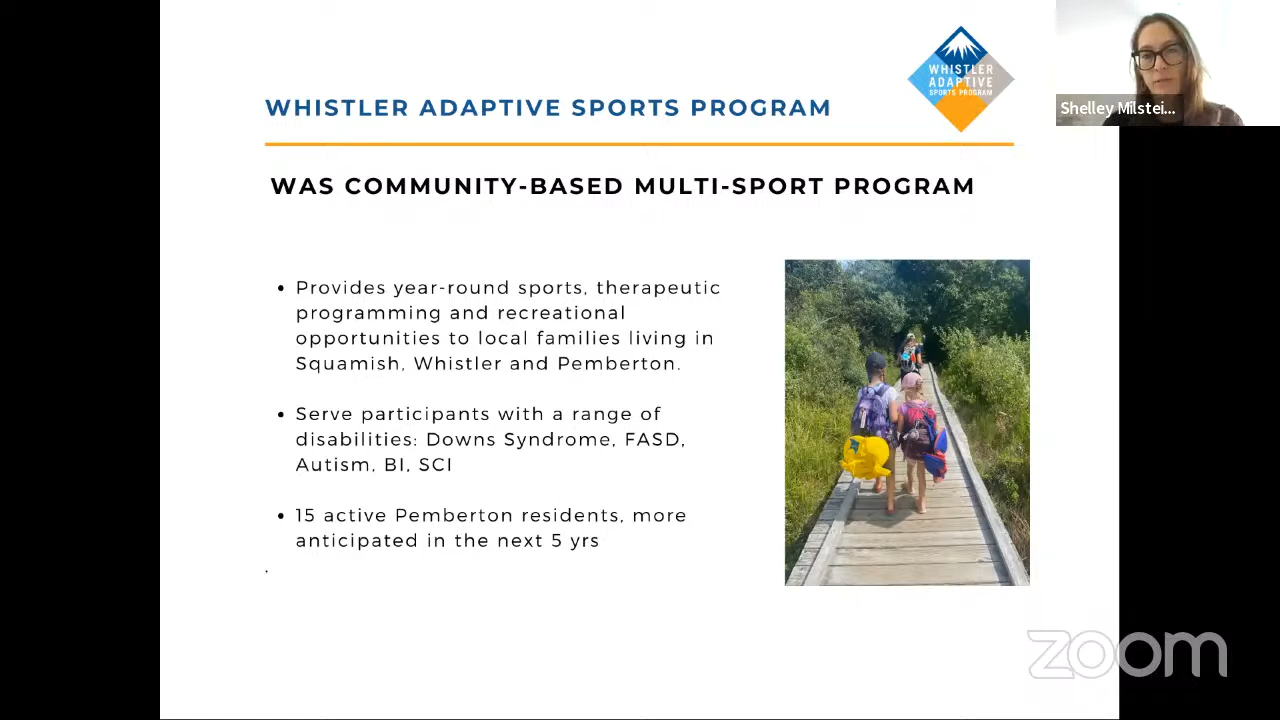 WHISTLER
ADAPTIVE
SPORTS PROGRAM
Shelley Milstei...
WHISTLER ADAPTIVE SPORTS PROGRAM
WAS COMMUNITY-BASED MULTI-SPORT PROGRAM
• Provides year-round sports, therapeutic
programming and recreational
opportunities to local families living in
Squamish, Whistler and Pemberton.
• Serve participants with a range of
disabilities: Downs Syndrome, FASD,
Autism, BI, SCI
• 15 active Pemberton residents, more
anticipated in the next 5 yrs
.
zoom